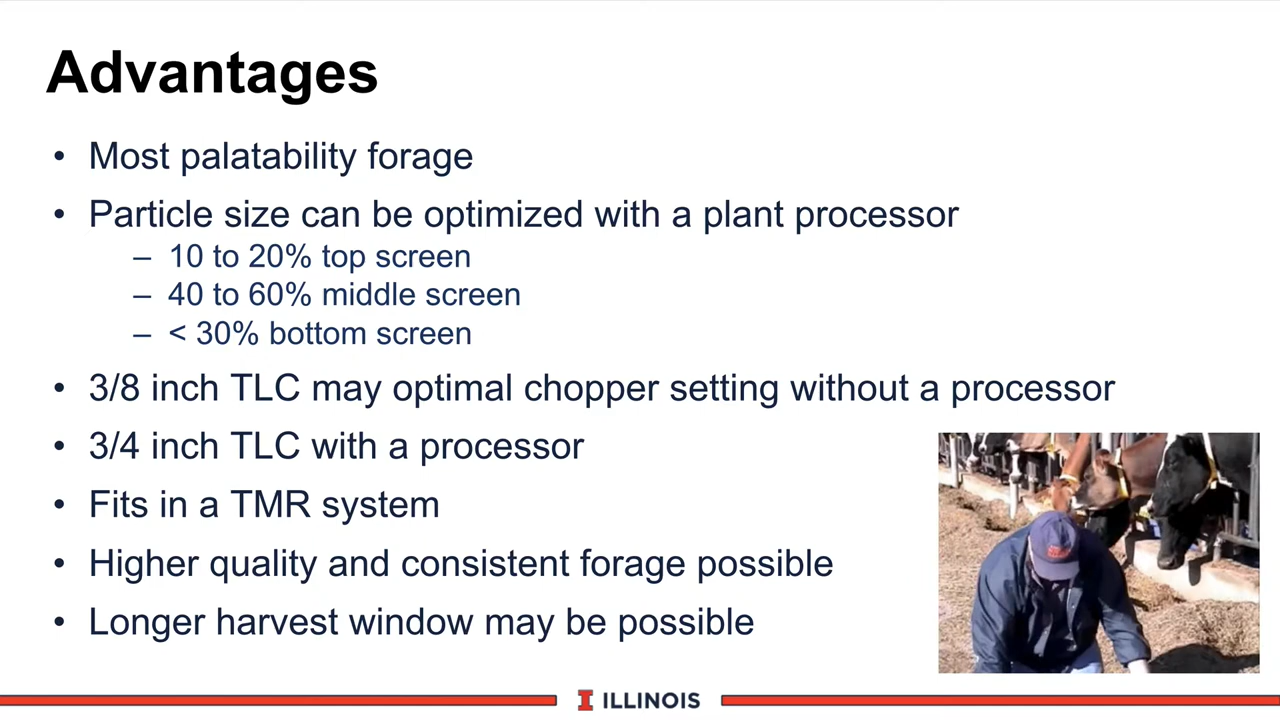 Advantages
• Most palatability forage
• Particle size can be optimized with a plant processor
– 10 to 20% top screen
– 40 to 60% middle screen
– < 30% bottom screen
• 3/8 inch TLC may optimal chopper setting without a processor
• 3/4 inch TLC with a processor
• Fits in a TMR system
• Higher quality and consistent forage possible
• Longer harvest window may be possible
I ILLINOIS